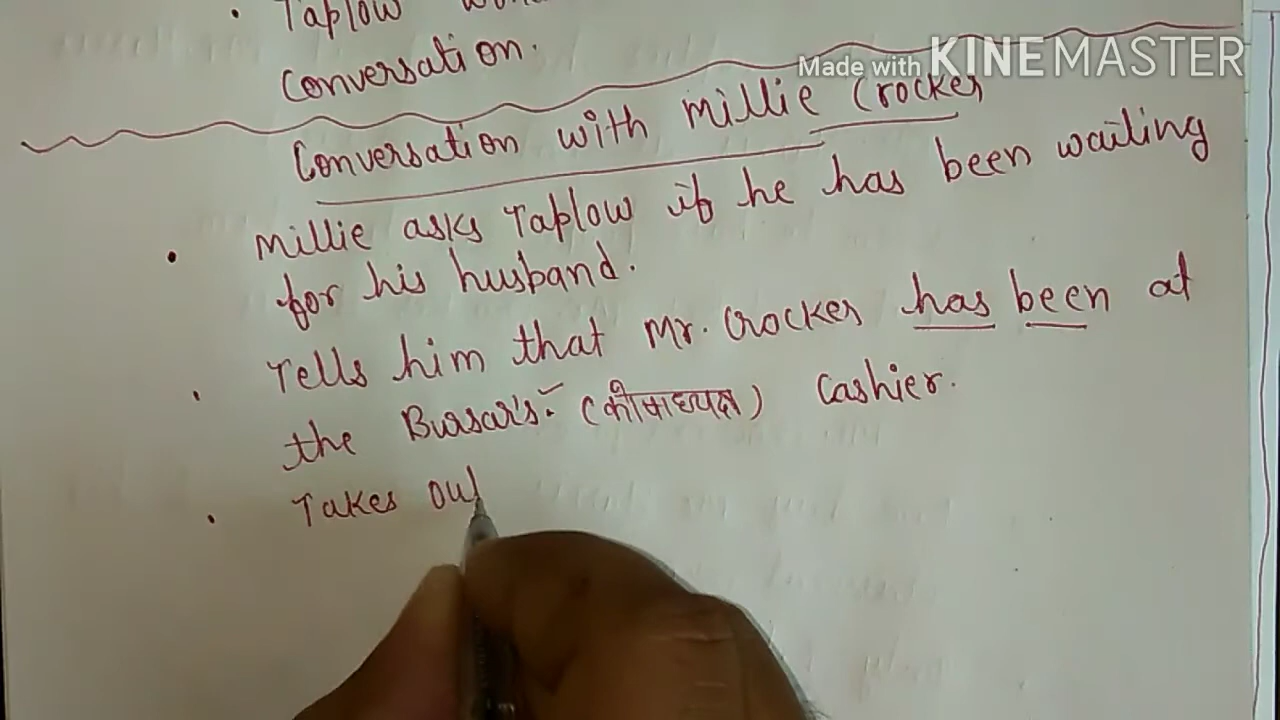 • Taplow
Conversation.
Made with KINEMASTER
Conversation with Millie Crocker
• Millie asks Taplow if he has been waiting
for his husband.
• Tells him that Mr. Crocker has been at
the Bursar's. (कोषाध्यक्ष) Cashier.
• Takes out